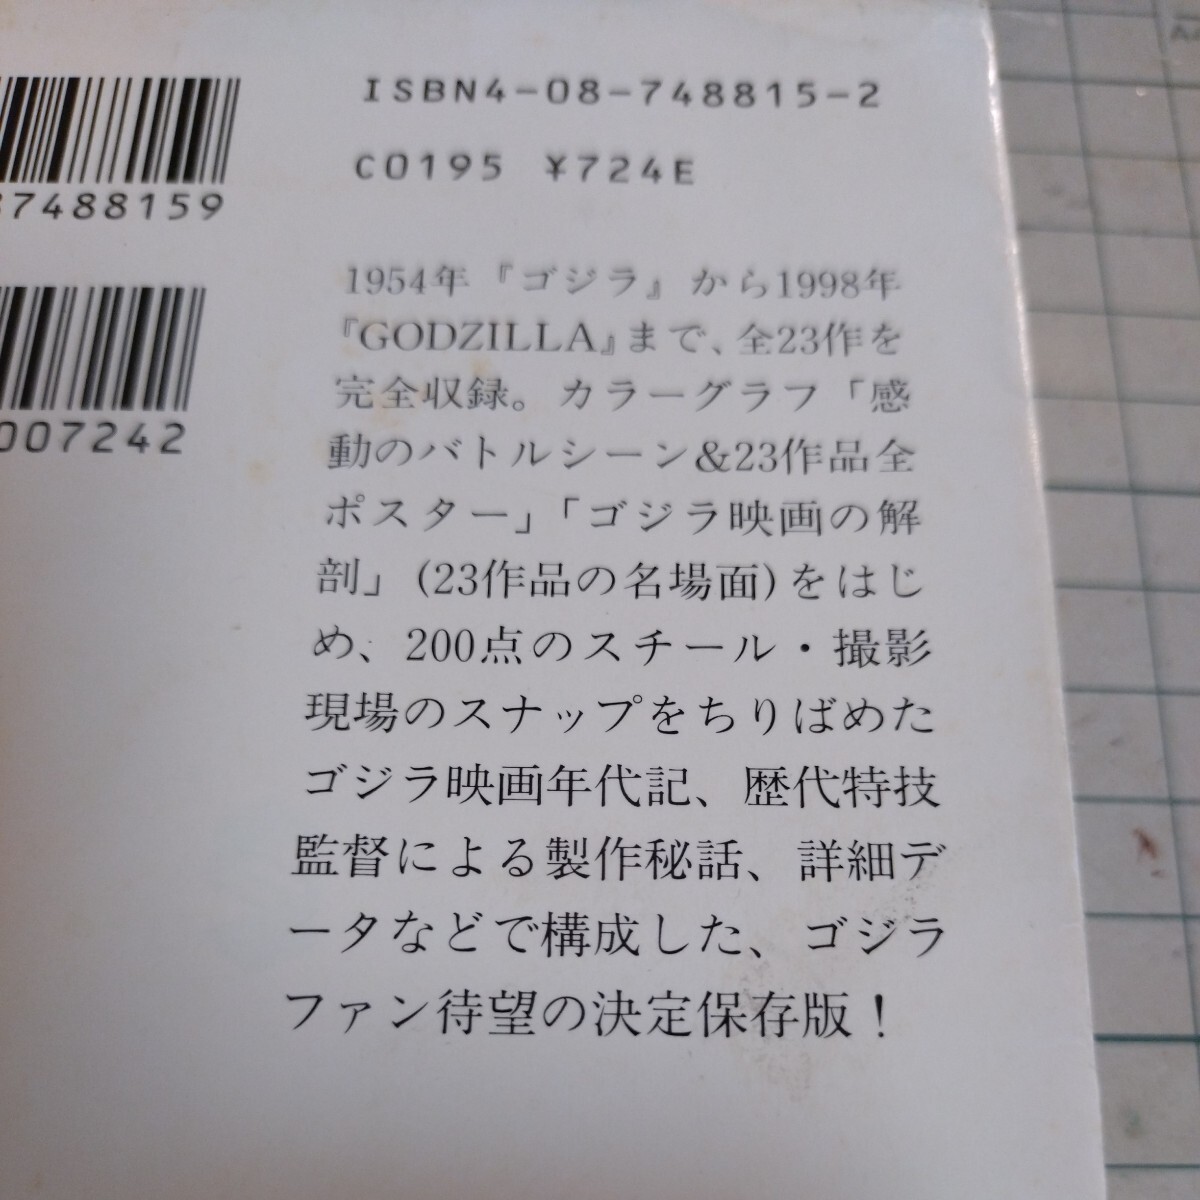 ISBN4-08-748815-2
C0195 ¥724E
7488159
007242
1954年『ゴジラ』から1998年
『GODZILLA』まで、全23作を
完全収録。カラーグラフ「感
動のバトルシーン&23作品全
ポスター」「ゴジラ映画の解
剖」(23作品の名場面)をはじ
め、200点のスチール・撮影
現場のスナップをちりばめた
ゴジラ映画年代記、歴代特技
監督による製作秘話、詳細デ
ータなどで構成した、ゴジラ
ファン待望の決定保存版！